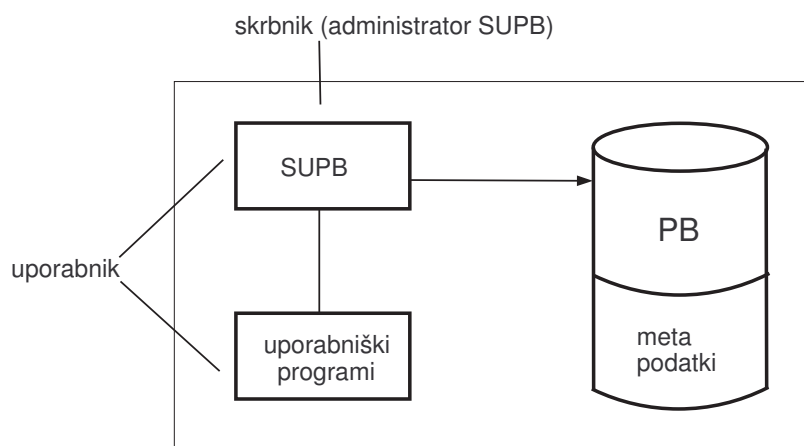 skrbnik (administrator SUPB)
SUPB
PB
uporabnik
uporabniški
programi
meta
podatki